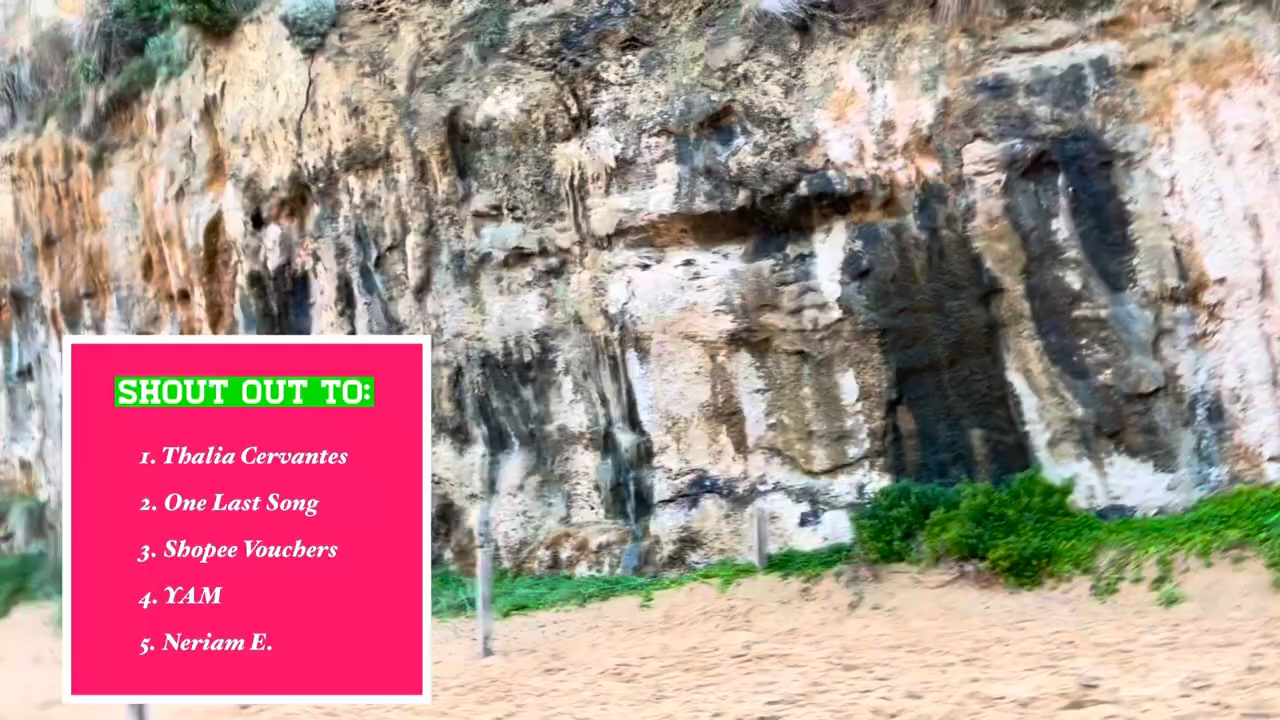 SHOUT OUT TO:
1. Thalia Cervantes
2. One Last Song
3. Shopee Vouchers
4. YAM
5. Neriam E.